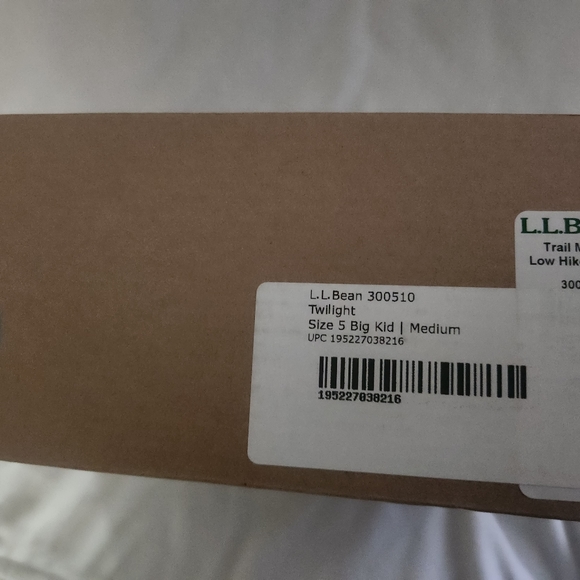 L.L.B
Trail M
Low Hik
300
L.L.Bean 300510
Twilight
Size 5 Big Kid | Medium
UPC 195227038216
195227038216